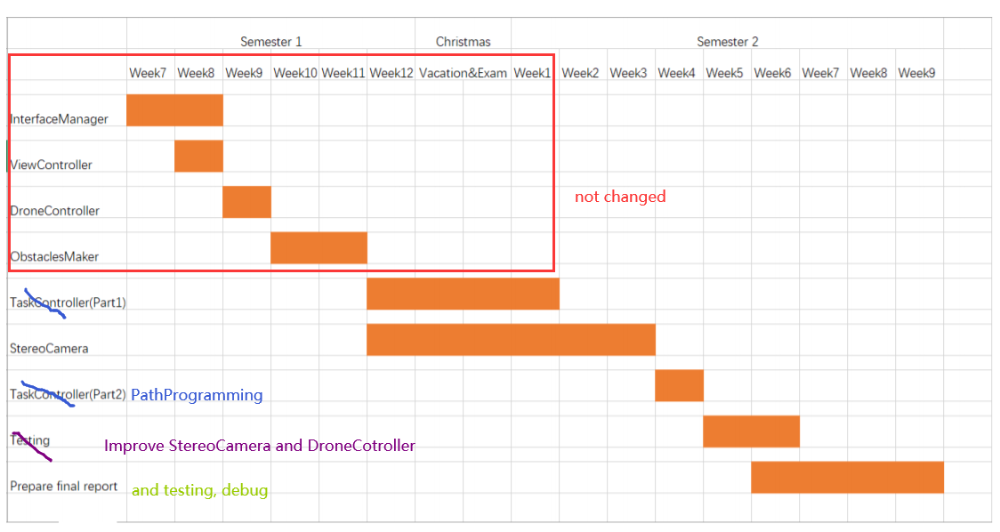 Semester 1 Christmas Semester 2
Week7 Week8 Week9 Week10 Week11 Week12 Vacation&Exam Week1 Week2 Week3 Week4 Week5 Week6 Week7 Week8 Week9
InterfaceManager
ViewController
not changed
DroneController
ObstaclesMaker
TaskController(Part1)
StereoCamera
TaskController(Part2) PathProgramming
Testing Improve StereoCamera and DroneCotroller
Prepare final report and testing, debug